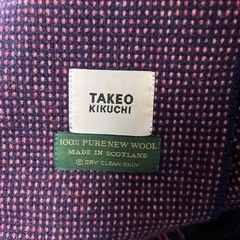 TAKEO
KIKUCHI
100% PURE NEW WOOL
MADE IN SCOTLAND
Ⓟ DRY CLEAN ONLY